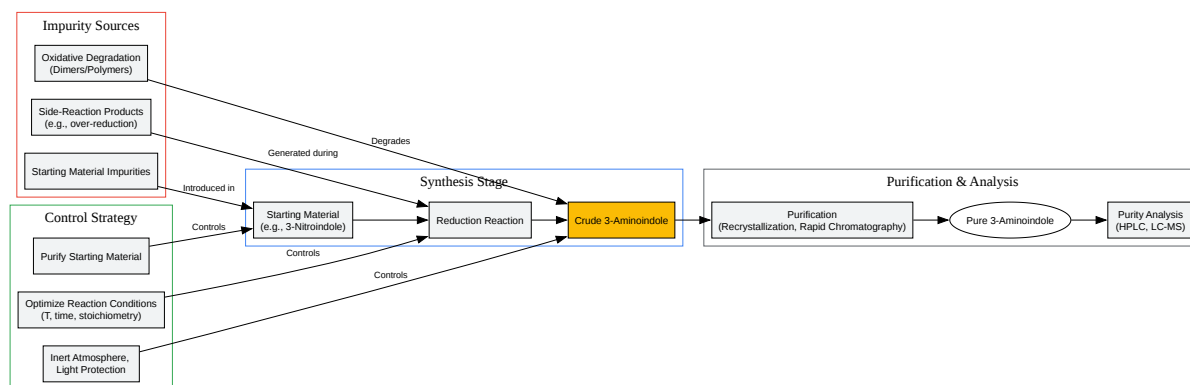 Impurity Sources
Oxidative Degradation
(Dimers/Polymers)
Side-Reaction Products
(e.g., over-reduction)
Starting Material Impurities
Control Strategy
Purify Starting Material
Optimize Reaction Conditions
(T, time, stoichiometry)
Inert Atmosphere,
Light Protection
Degrades
Generated during
Introduced in
Controls
Controls
Controls
Synthesis Stage
Starting Material
(e.g., 3-Nitroindole)
Reduction Reaction
Crude 3-Aminoindole
Purification & Analysis
Purification
(Recrystallization, Rapid Chromatography)
Pure 3-Aminoindole
Purity Analysis
(HPLC, LC-MS)